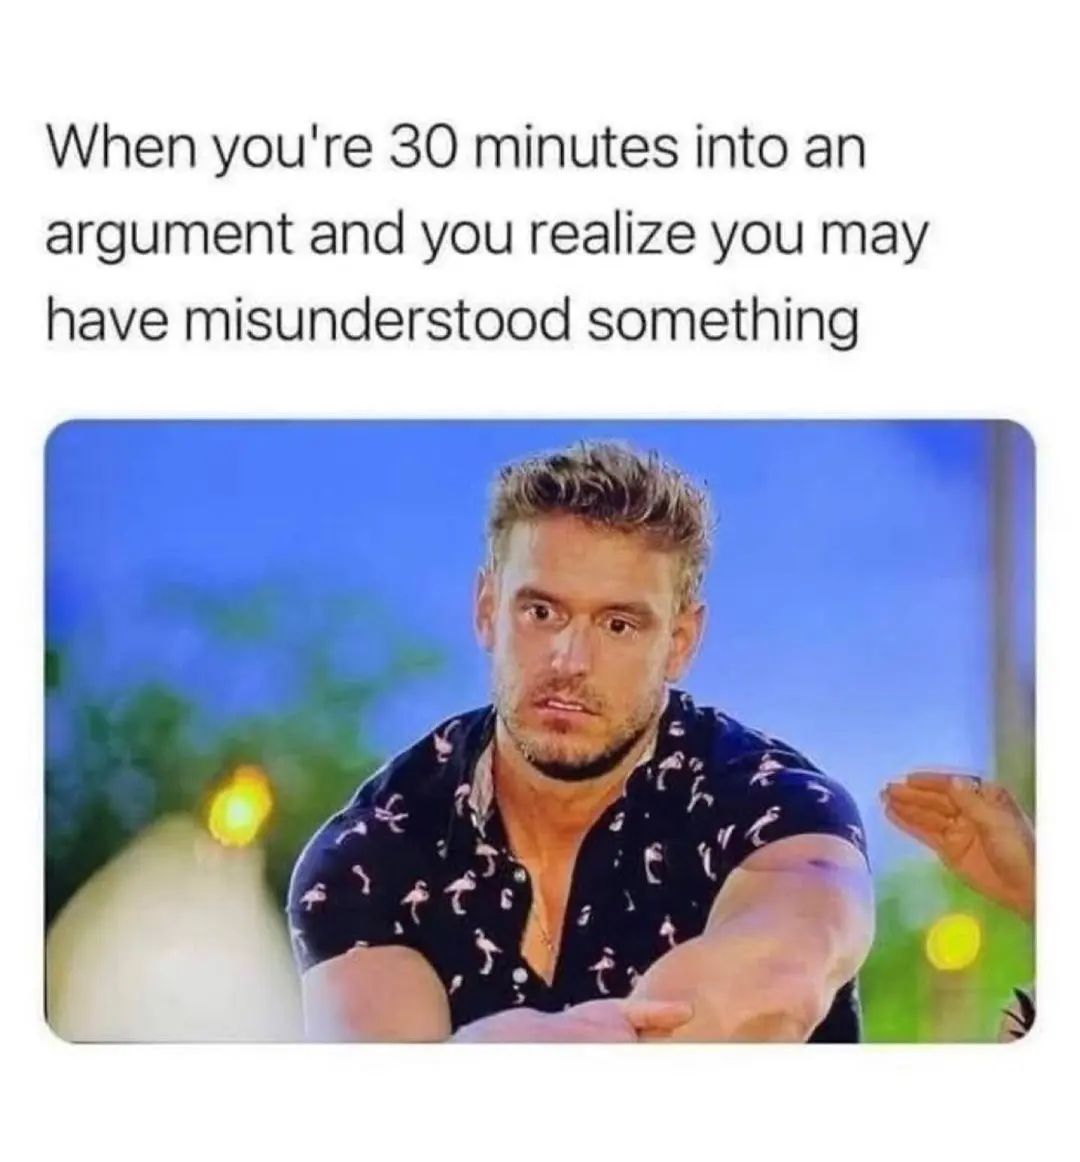 When you're 30 minutes into an
argument and you realize you may
have misunderstood something